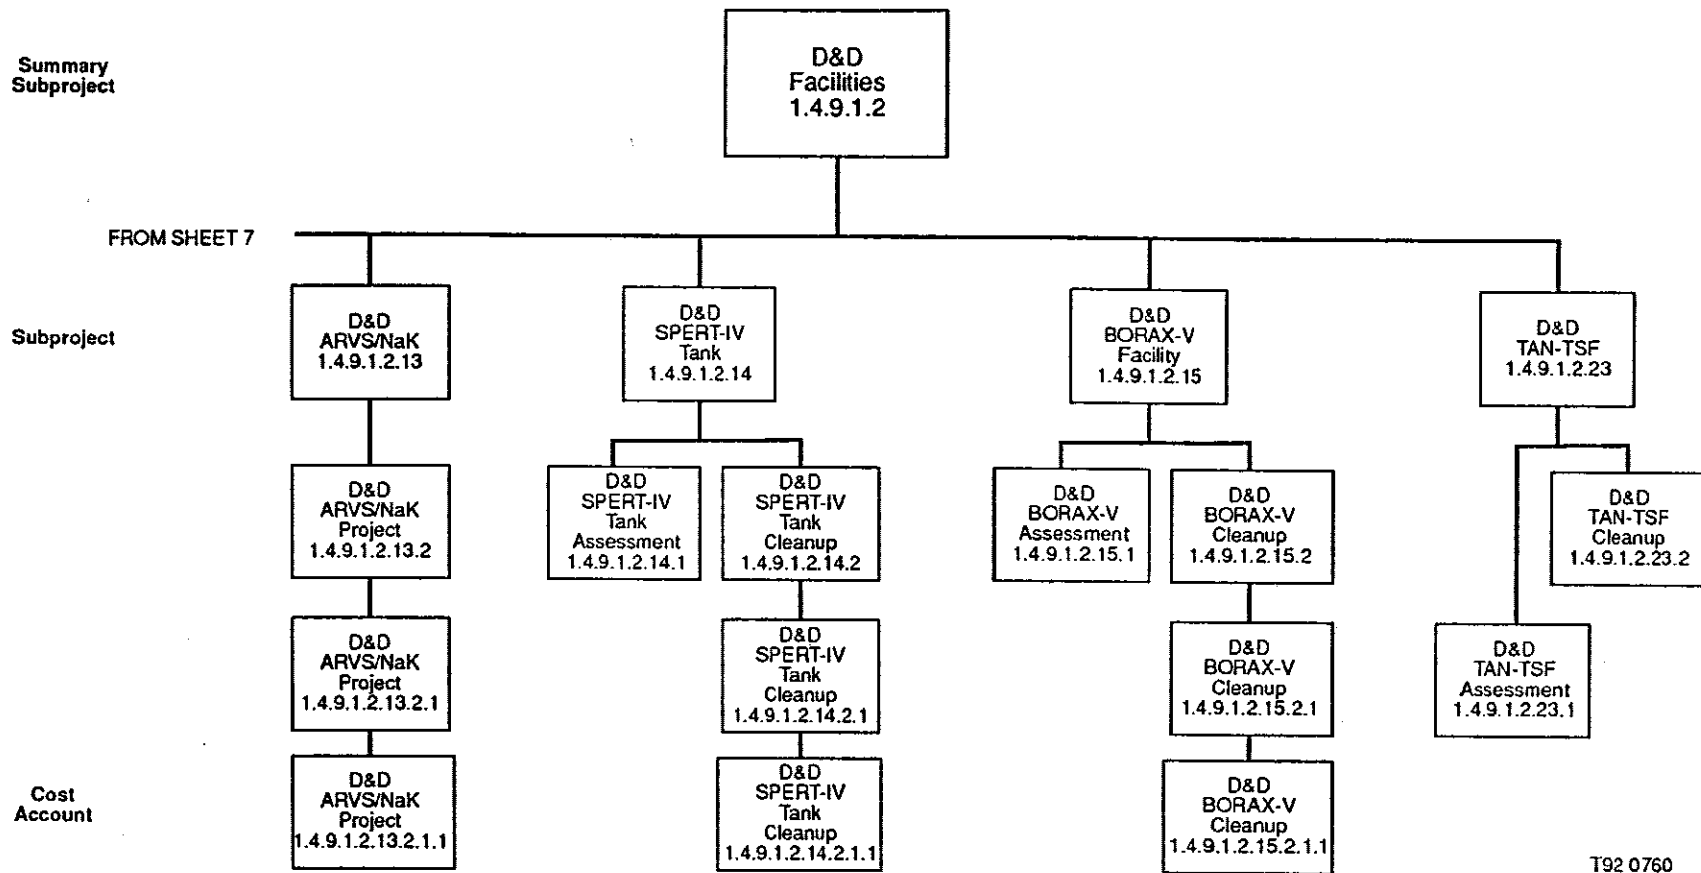 Summary
Subproject
D&D
Facilities
1.4.9.1.2
FROM SHEET 7
Subproject
D&D
ARVS/NaK
1.4.9.1.2.13
D&D
SPERT-IV
Tank
1.4.9.1.2.14
D&D
BORAX-V
Facility
1.4.9.1.2.15
D&D
TAN-TSF
1.4.9.1.2.23
D&D
ARVS/NaK
Project
1.4.9.1.2.13.2
D&D
SPERT-IV
Tank
Assessment
1.4.9.1.2.14.1
D&D
SPERT-IV
Tank
Cleanup
1.4.9.1.2.14.2
D&D
BORAX-V
Assessment
1.4.9.1.2.15.1
D&D
BORAX-V
Cleanup
1.4.9.1.2.15.2
D&D
TAN-TSF
Cleanup
1.4.9.1.2.23.2
D&D
ARVS/NaK
Project
1.4.9.1.2.13.2.1
D&D
SPERT-IV
Tank
Cleanup
1.4.9.1.2.14.2.1
D&D
BORAX-V
Cleanup
1.4.9.1.2.15.2.1
D&D
TAN-TSF
Assessment
1.4.9.1.2.23.1
Cost
Account
D&D
ARVS/NaK
Project
1.4.9.1.2.13.2.1.1
D&D
SPERT-IV
Tank
Cleanup
1.4.9.1.2.14.2.1.1
D&D
BORAX-V
Cleanup
1.4.9.1.2.15.2.1.1
T92 0760